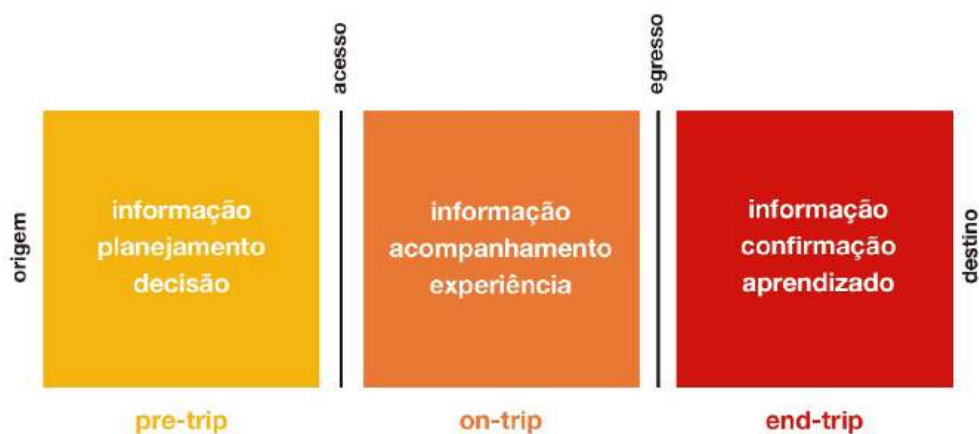 acesso
egresso
origem
informação
planejamento
decisão
informação
acompanhamento
experiência
informação
confirmação
aprendizado
destino
pre-trip
on-trip
end-trip